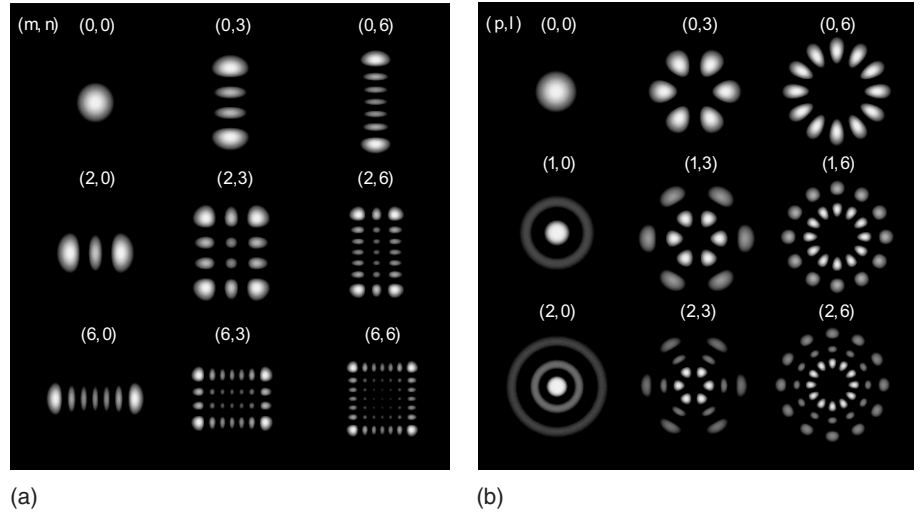 (m, n) (0,0) (0,3) (0,6)
(2,0) (2,3) (2,6)
(6,0) (6,3) (6,6)
(a)
(p,l) (0,0) (0,3) (0,6)
(1,0) (1,3) (1,6)
(2,0) (2,3) (2,6)
(b)